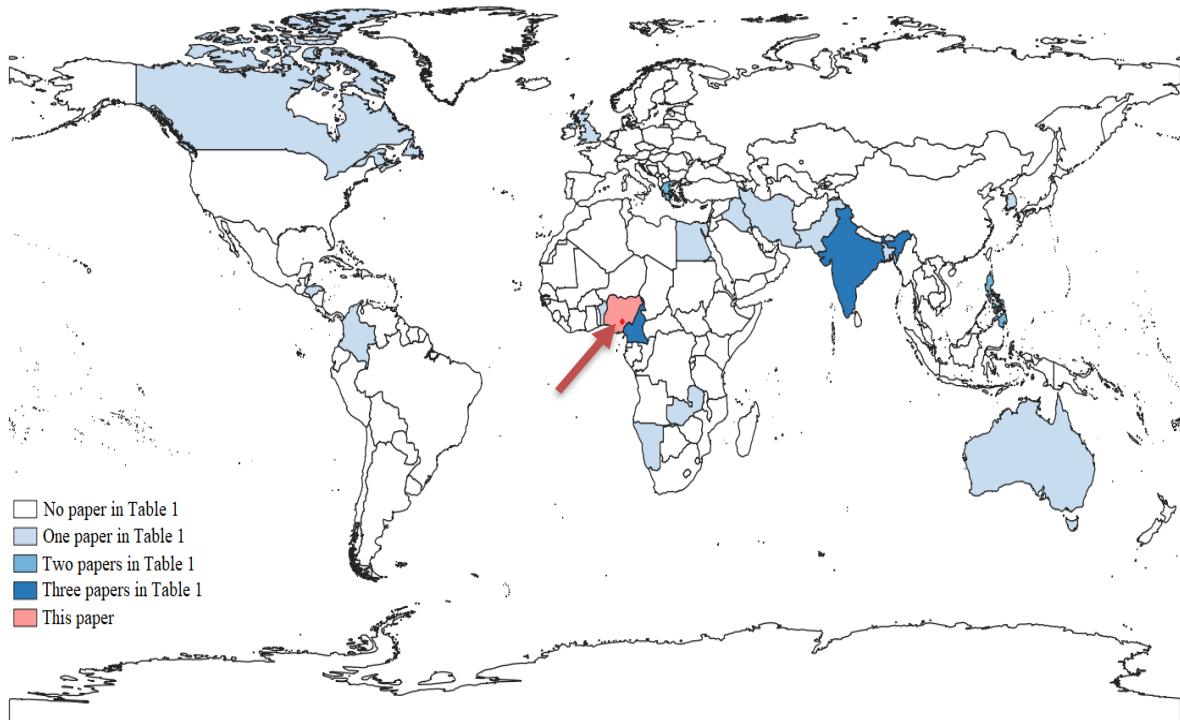 No paper in Table 1
One paper in Table 1
Two papers in Table 1
Three papers in Table 1
This paper